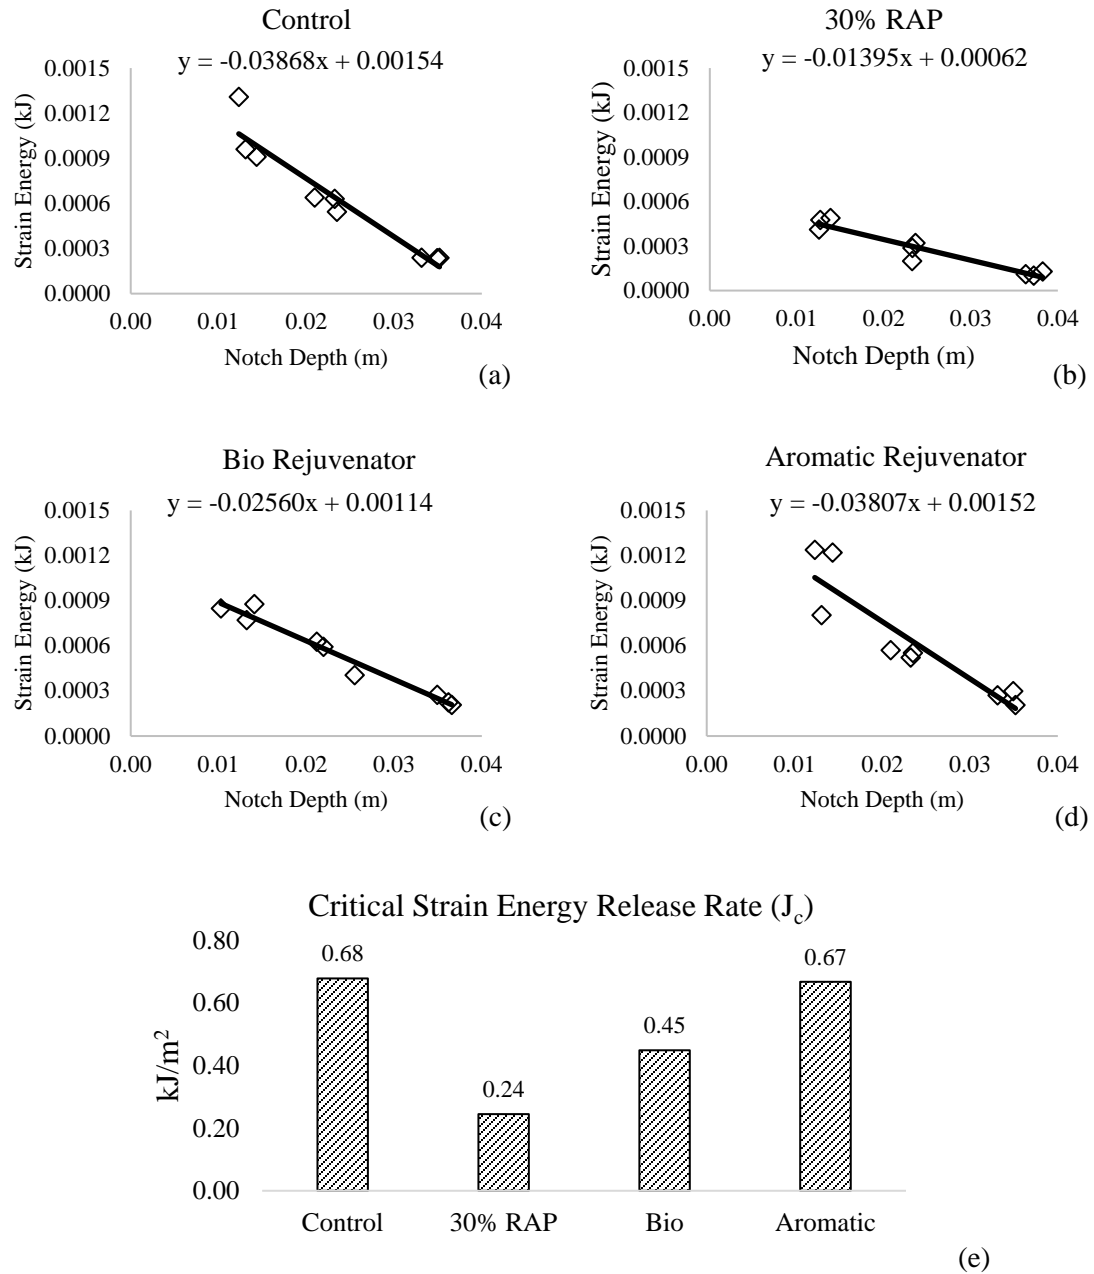 Control
y = -0.03868x + 0.00154
Strain Energy (kJ)
0.0015
0.0012
0.0009
0.0006
0.0003
0.0000
0.00 0.01 0.02 0.03 0.04
Notch Depth (m)
(a)
30% RAP
y = -0.01395x + 0.00062
Strain Energy (kJ)
0.0015
0.0012
0.0009
0.0006
0.0003
0.0000
0.00 0.01 0.02 0.03 0.04
Notch Depth (m)
(b)
Bio Rejuvenator
y = -0.02560x + 0.00114
Strain Energy (kJ)
0.0015
0.0012
0.0009
0.0006
0.0003
0.0000
0.00 0.01 0.02 0.03 0.04
Notch Depth (m)
(c)
Aromatic Rejuvenator
y = -0.03807x + 0.00152
Strain Energy (kJ)
0.0015
0.0012
0.0009
0.0006
0.0003
0.0000
0.00 0.01 0.02 0.03 0.04
Notch Depth (m)
(d)
Critical Strain Energy Release Rate (Jc)
kJ/m²
0.80
0.60
0.40
0.20
0.00
0.68
0.24
0.45
0.67
Control 30% RAP Bio Aromatic
(e)